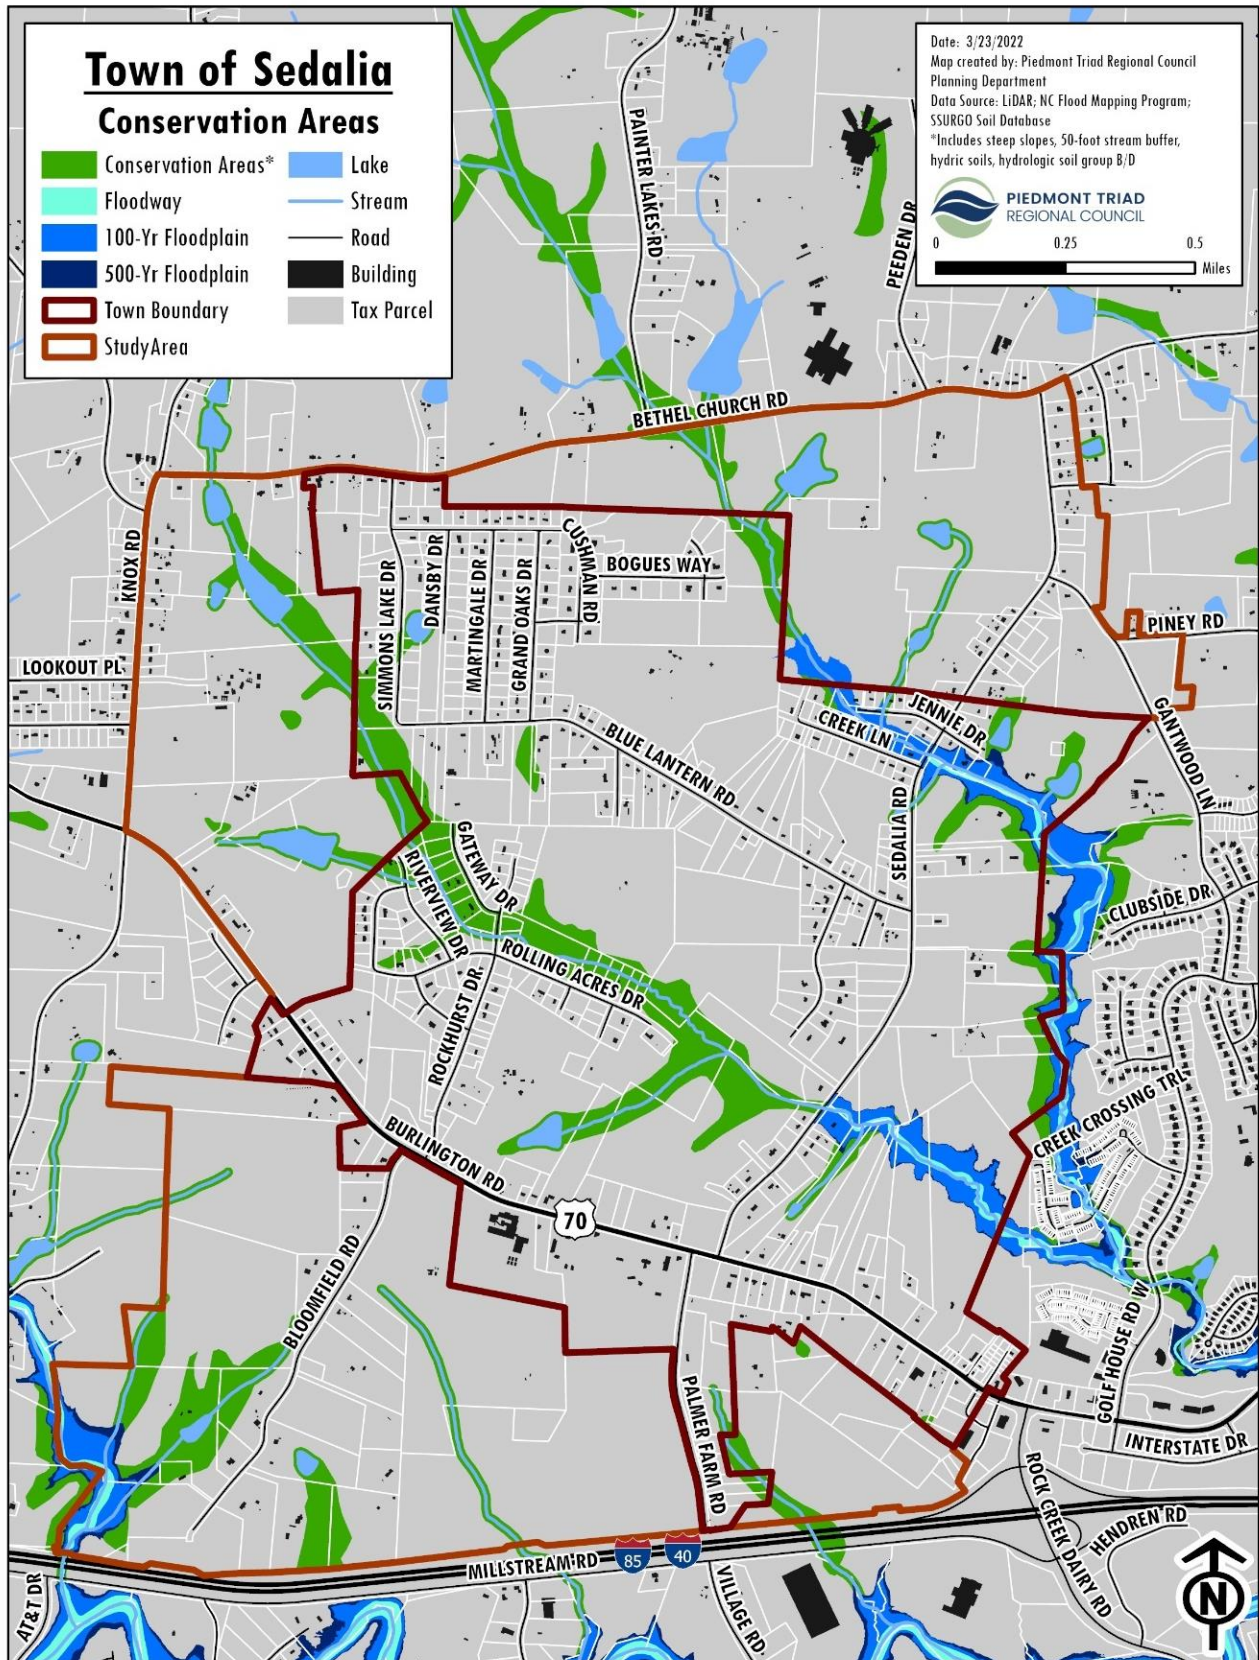 Town of Sedalia
Conservation Areas
Conservation Areas*
Floodway
100-Yr Floodplain
500-Yr Floodplain
Town Boundary
StudyArea
Lake
Stream
Road
Building
Tax Parcel
Date: 3/23/2022
Map created by: Piedmont Triad Regional Council
Planning Department
Data Source: LiDAR; NC Flood Mapping Program;
SSURGO Soil Database
*Includes steep slopes, 50-foot stream buffer,
hydric soils, hydrologic soil group B/D
PIEDMONT TRIAD
REGIONAL COUNCIL
0 0.25 0.5
Miles
PAINTER LAKES RD
PEEDEN DR
BETHEL CHURCH RD
KNOX RD
LOOKOUT PL
SIMMONS LAKE DR
DANSBY DR
MARTINGALE DR
GRAND OAKS DR
CUSHMAN RD
BOGUES WAY
PINEY RD
GANTWOOD LN
JENNIE DR
CREEK LN
BLUE LANTERN RD
SEDALIA RD
CLUBSIDE DR
GATEWAY DR
RIVERVIEW DR
ROLLING ACRES DR
ROCKHURST DR
CREEK CROSSING TRL
BURLINGTON RD
70
BLOOMFIELD RD
PALMER FARM RD
GOLF HOUSE RD W
INTERSTATE DR
ROCK CREEK DAIRY RD
HENDREN RD
MILLSTREAM RD
85
40
VILLAGE RD
AT&T DR
N